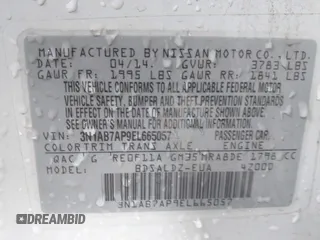 MANUFACTURED BY NISSAN MOTOR CO., LTD.
DATE: 04/14. GVWR: 3783 LBS
GAWR FR: 1995 LBS GAWR RR: 1841 LBS
THIS VEHICLE CONFORMS TO ALL APPLICABLE FEDERAL MOTOR
VEHICLE SAFETY, BUMPER AND THEFT PREVENTION STANDARDS
IN EFFECT ON THE DATE OF MANUFACTURE SHOWN ABOVE.
SEE OWNER'S MANUAL FOR ADDITIONAL INFORMATION.
VIN: 3N1AB7AP9EL665057 PASSENGER CAR
COLOR TRIM TRANS AXLE ENGINE
QAC G RE0F11A GM35 MRA8DE 1798 CC
MODEL: BDSALDZ-EUA 42000
3N1AB7AP9EL665057
© DADDYCARS